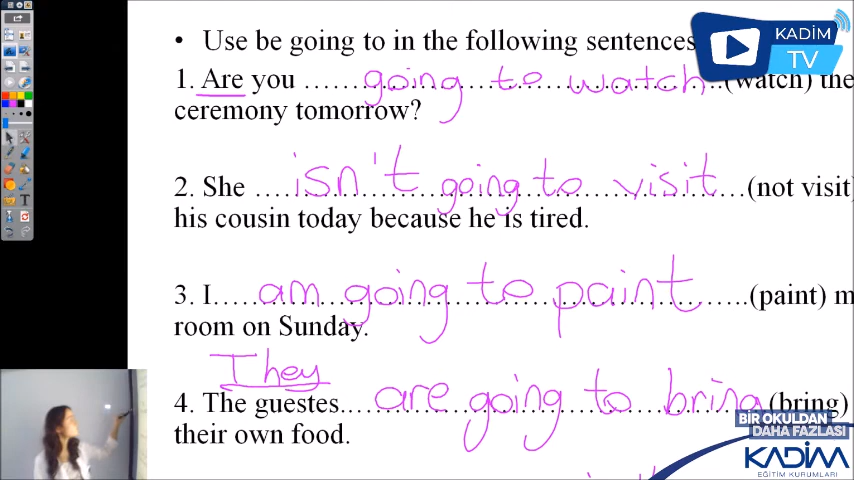 KADİM
TV
• Use be going to in the following sentences
1. Are you ... going to watch ...(watch) the
ceremony tomorrow?
2. She ... isn't going to visit ...(not visit)
his cousin today because he is tired.
3. I... am going to paint ...(paint) m
room on Sunday.
They
4. The guestes... are going to bring (bring)
their own food.
BİR OKULDAN
DAHA FAZLASI
KADİM
EĞİTİM KURUMLARI